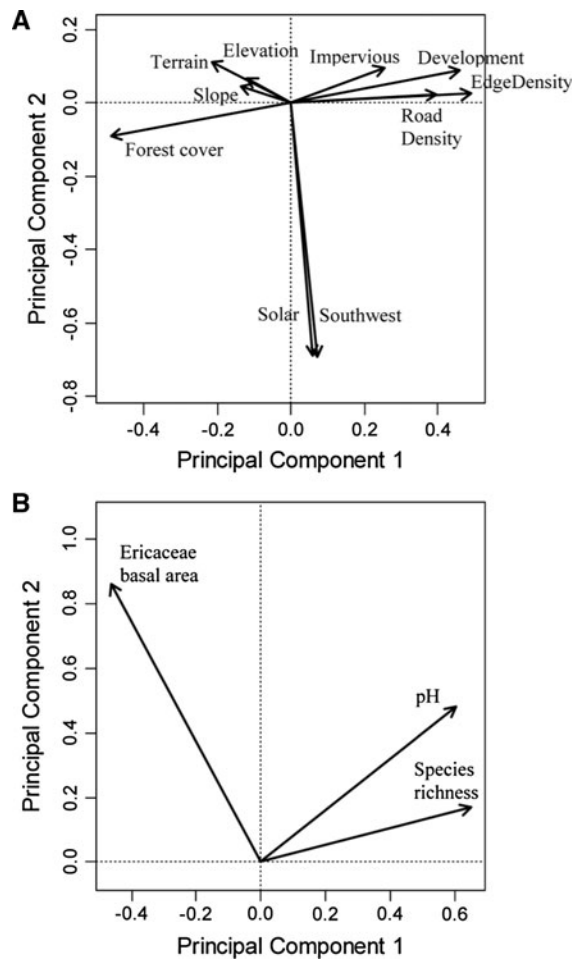 A
0.2
0.0
-0.2
-0.4
-0.6
-0.8
Principal Component 2
Terrain
Elevation
Impervious
Development
Slope
EdgeDensity
Road
Density
Forest cover
Solar
Southwest
-0.4
-0.2
0.0
0.2
0.4
Principal Component 1
B
1.0
0.8
0.6
0.4
0.2
0.0
Principal Component 2
Ericaceae
basal area
pH
Species
richness
-0.4
-0.2
0.0
0.2
0.4
0.6
Principal Component 1